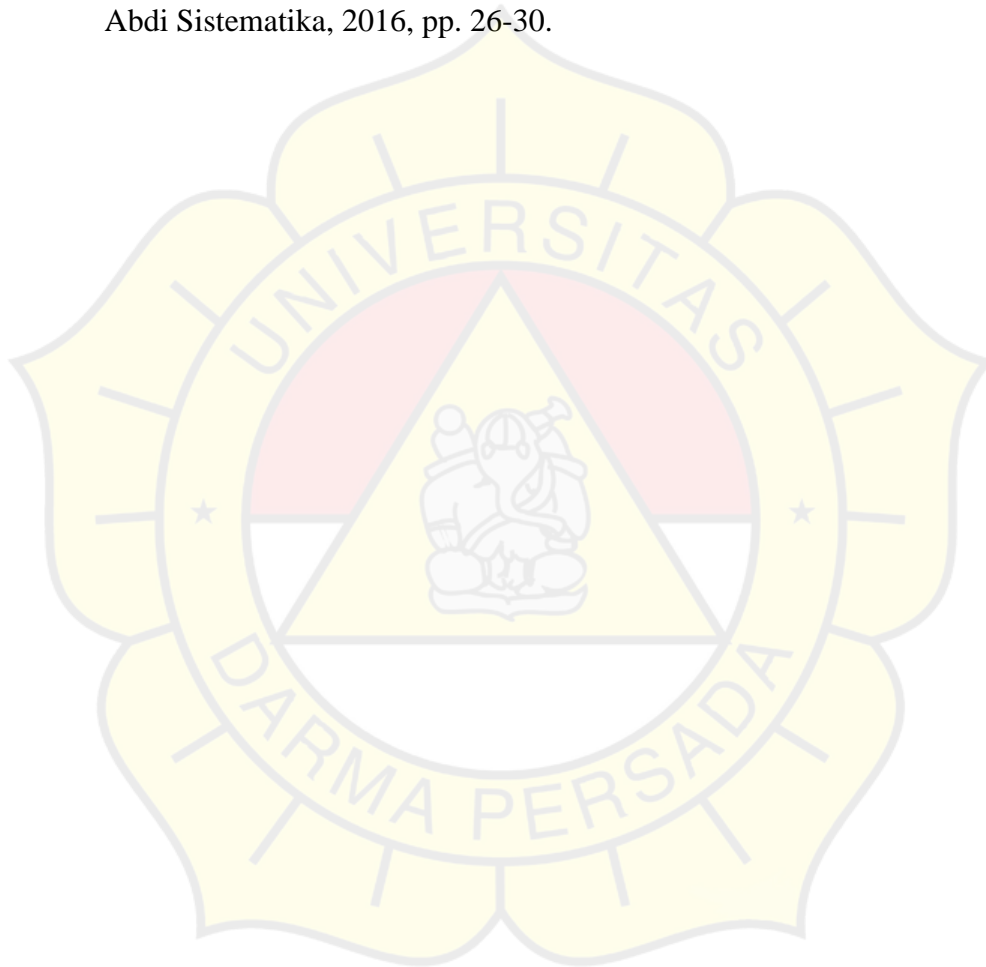 Abdi Sistematika, 2016, pp. 26-30.
UNIVERSITAS
DARMA PERSADA